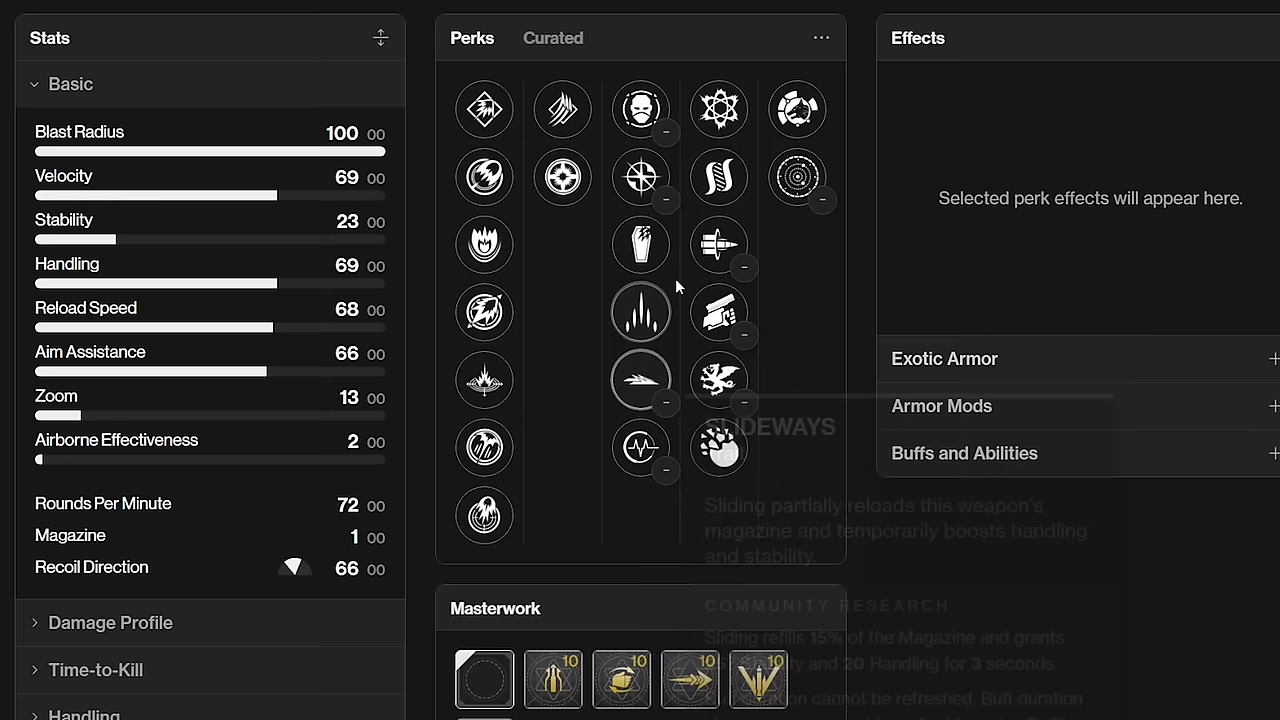 Stats
Basic
Blast Radius 100 00
Velocity 69 00
Stability 23 00
Handling 69 00
Reload Speed 68 00
Aim Assistance 66 00
Zoom 13 00
Airborne Effectiveness 2 00
Rounds Per Minute 72 00
Magazine 1 00
Recoil Direction 66 00
Damage Profile
Time-to-Kill
Handling
Perks Curated
SLIDEWAYS
Sliding partially reloads this weapon's
magazine and temporarily boosts handling
and stability.
COMMUNITY RESEARCH
Sliding refills 15% of the Magazine and grants
and 20 Handling for 3 seconds.
cannot be refreshed. Buff duration
Masterwork
10 10 10 10
Effects
Selected perk effects will appear here.
Exotic Armor +
Armor Mods +
Buffs and Abilities +